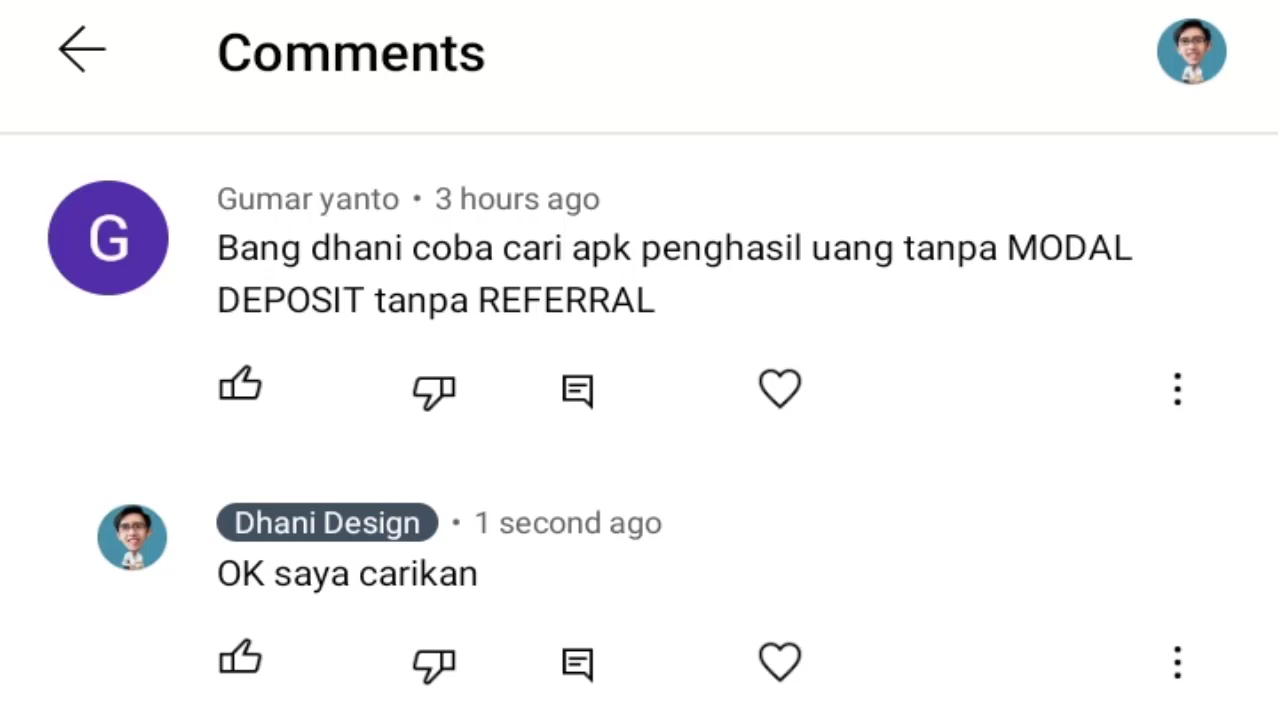 Comments
G
Gumar yanto • 3 hours ago
Bang dhani coba cari apk penghasil uang tanpa MODAL
DEPOSIT tanpa REFERRAL
Dhani Design • 1 second ago
OK saya carikan